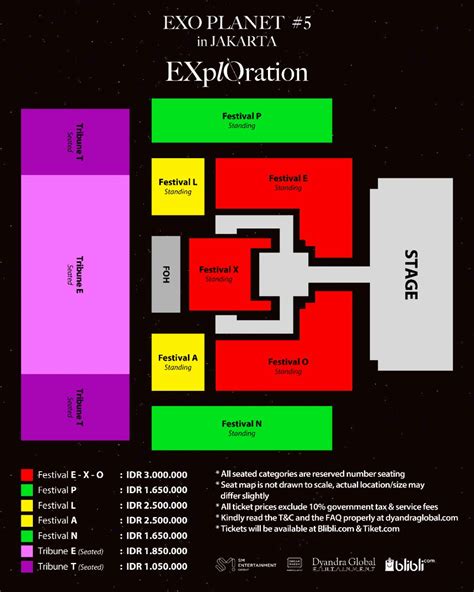 EXO PLANET #5
in JAKARTA
EXplOration
Festival P
Standing
Tribune T
Seated
Festival L
Standing
Festival E
Standing
Tribune E
Seated
FOH
Festival X
Standing
STAGE
Festival A
Standing
Festival O
Standing
Tribune T
Seated
Festival N
Standing
Festival E - X - O : IDR 3.000.000
Festival P : IDR 1.650.000
Festival L : IDR 2.500.000
Festival A : IDR 2.500.000
Festival N : IDR 1.650.000
Tribune E (Seated) : IDR 1.850.000
Tribune T (Seated) : IDR 1.050.000
* All seated categories are reserved number seating
* Seat map is not drawn to scale, actual location/size may
differ slightly
* All ticket prices exclude 10% government tax & service fees
* Kindly read the T&C and the FAQ properly at dyandraglobal.com
* Tickets will be available at Blibli.com & Tiket.com
SM
ENTERTAINMENT
Dyandra Global
ENTERTAINMENT
blibli.com